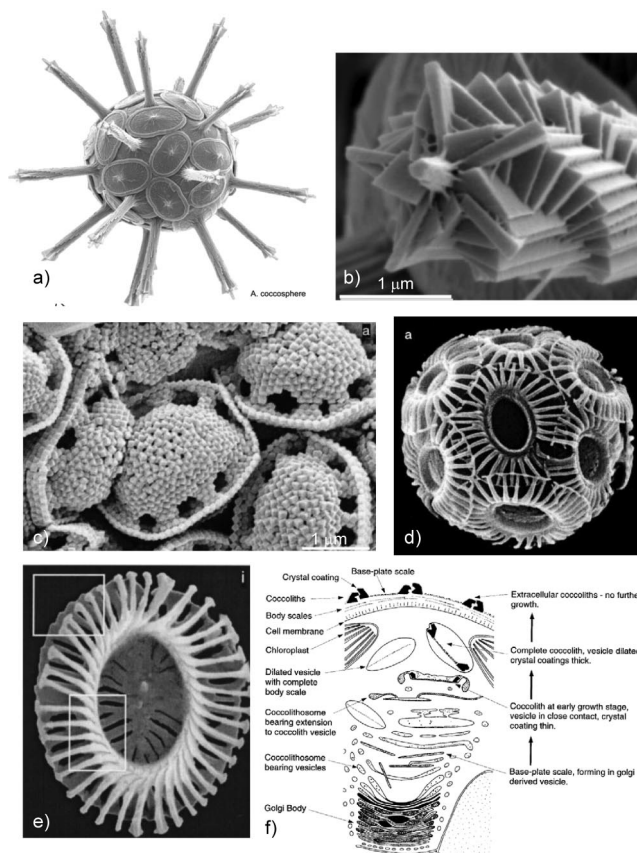 a)
A. coccosphere
b)
1 μm
a
c)
1 μm
a
d)
i
e)
Base-plate scale
Crystal coating
Coccoliths
Body scales
Cell membrane
Chloroplast
Dilated vesicle
with complete
body scale
Coccolithosome
bearing extension
to coccolith vesicle
Coccolithosome
bearing vesicles
Golgi Body
f)
Extracellular coccoliths - no further
growth.
Complete coccolith, vesicle dilated
crystal coatings thick.
Coccolith at early growth stage,
vesicle in close contact, crystal
coating thin.
Base-plate scale, forming in golgi
derived vesicle.